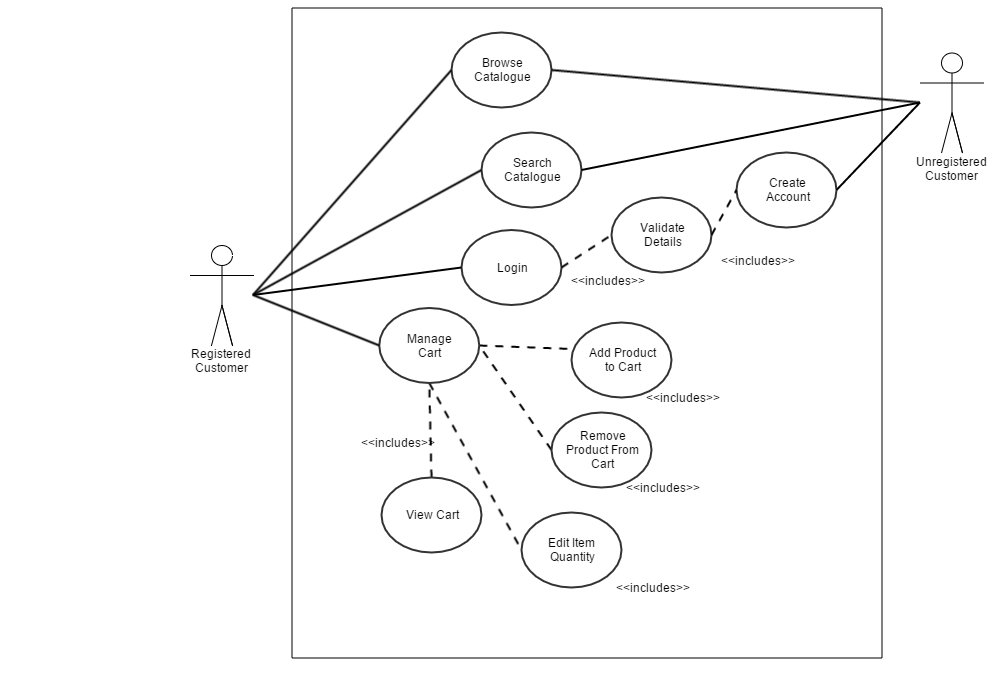 Browse
Catalogue
Search
Catalogue
Unregistered
Customer
Create
Account
Validate
Details
<<includes>>
Login
<<includes>>
Registered
Customer
Manage
Cart
Add Product
to Cart
<<includes>>
Remove
Product From
Cart
<<includes>>
<<includes>>
View Cart
Edit Item
Quantity
<<includes>>